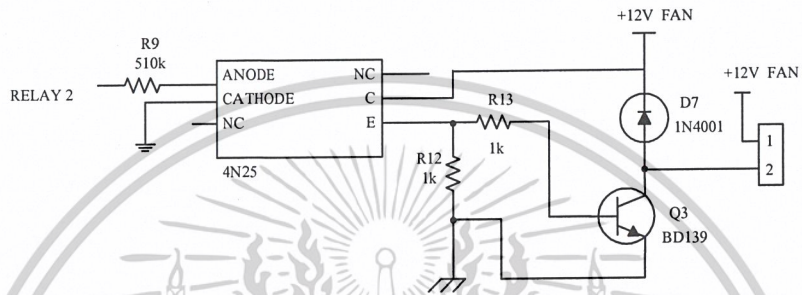 +12V FAN
R9
510k
RELAY 2
ANODE
CATHODE
NC
NC
C
E
4N25
R13
1k
R12
1k
D7
1N4001
+12V FAN
1
2
Q3
BD139